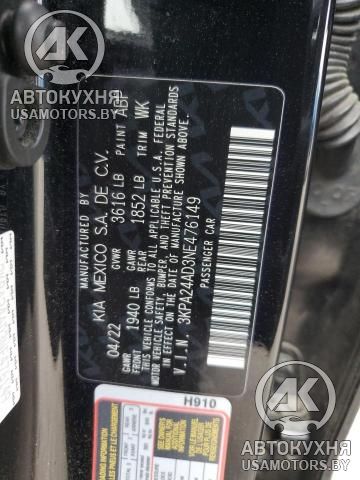 АВТОКУХНЯ
USAMOTORS.BY
MANUFACTURED BY
KIA MEXICO S.A. DE C.V.
04/22 GVWR 3616 LB PAINT ABP
GAWR FRONT 1940 LB GAWR REAR 1852 LB TRIM WK
THIS VEHICLE CONFORMS TO ALL APPLICABLE U.S.A. FEDERAL
MOTOR VEHICLE SAFETY, BUMPER, AND THEFT PREVENTION STANDARDS
IN EFFECT ON THE DATE OF MANUFACTURE SHOWN ABOVE.
V.I.N. 3KPA24AD3NE476149
PASSENGER CAR
H910
АВТОКУХНЯ
USAMOTORS.BY